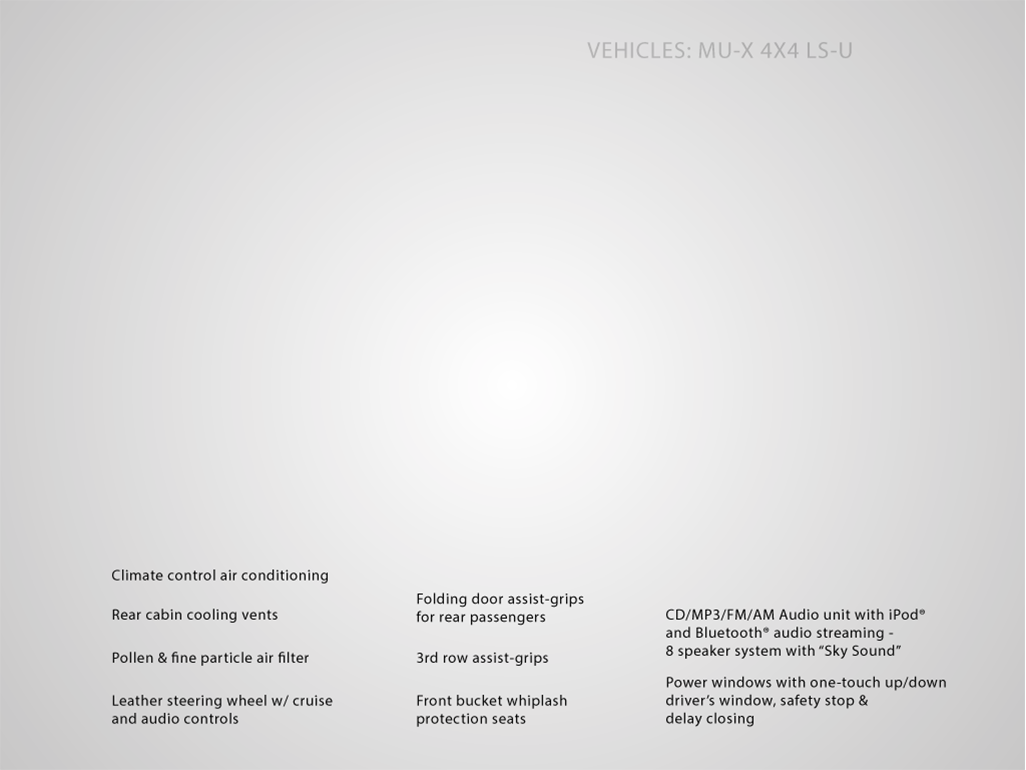 VEHICLES: MU-X 4X4 LS-U
Climate control air conditioning
Rear cabin cooling vents
Pollen & fine particle air filter
Leather steering wheel w/ cruise
and audio controls
Folding door assist-grips
for rear passengers
3rd row assist-grips
Front bucket whiplash
protection seats
CD/MP3/FM/AM Audio unit with iPod®
and Bluetooth® audio streaming -
8 speaker system with “Sky Sound”
Power windows with one-touch up/down
driver’s window, safety stop &
delay closing